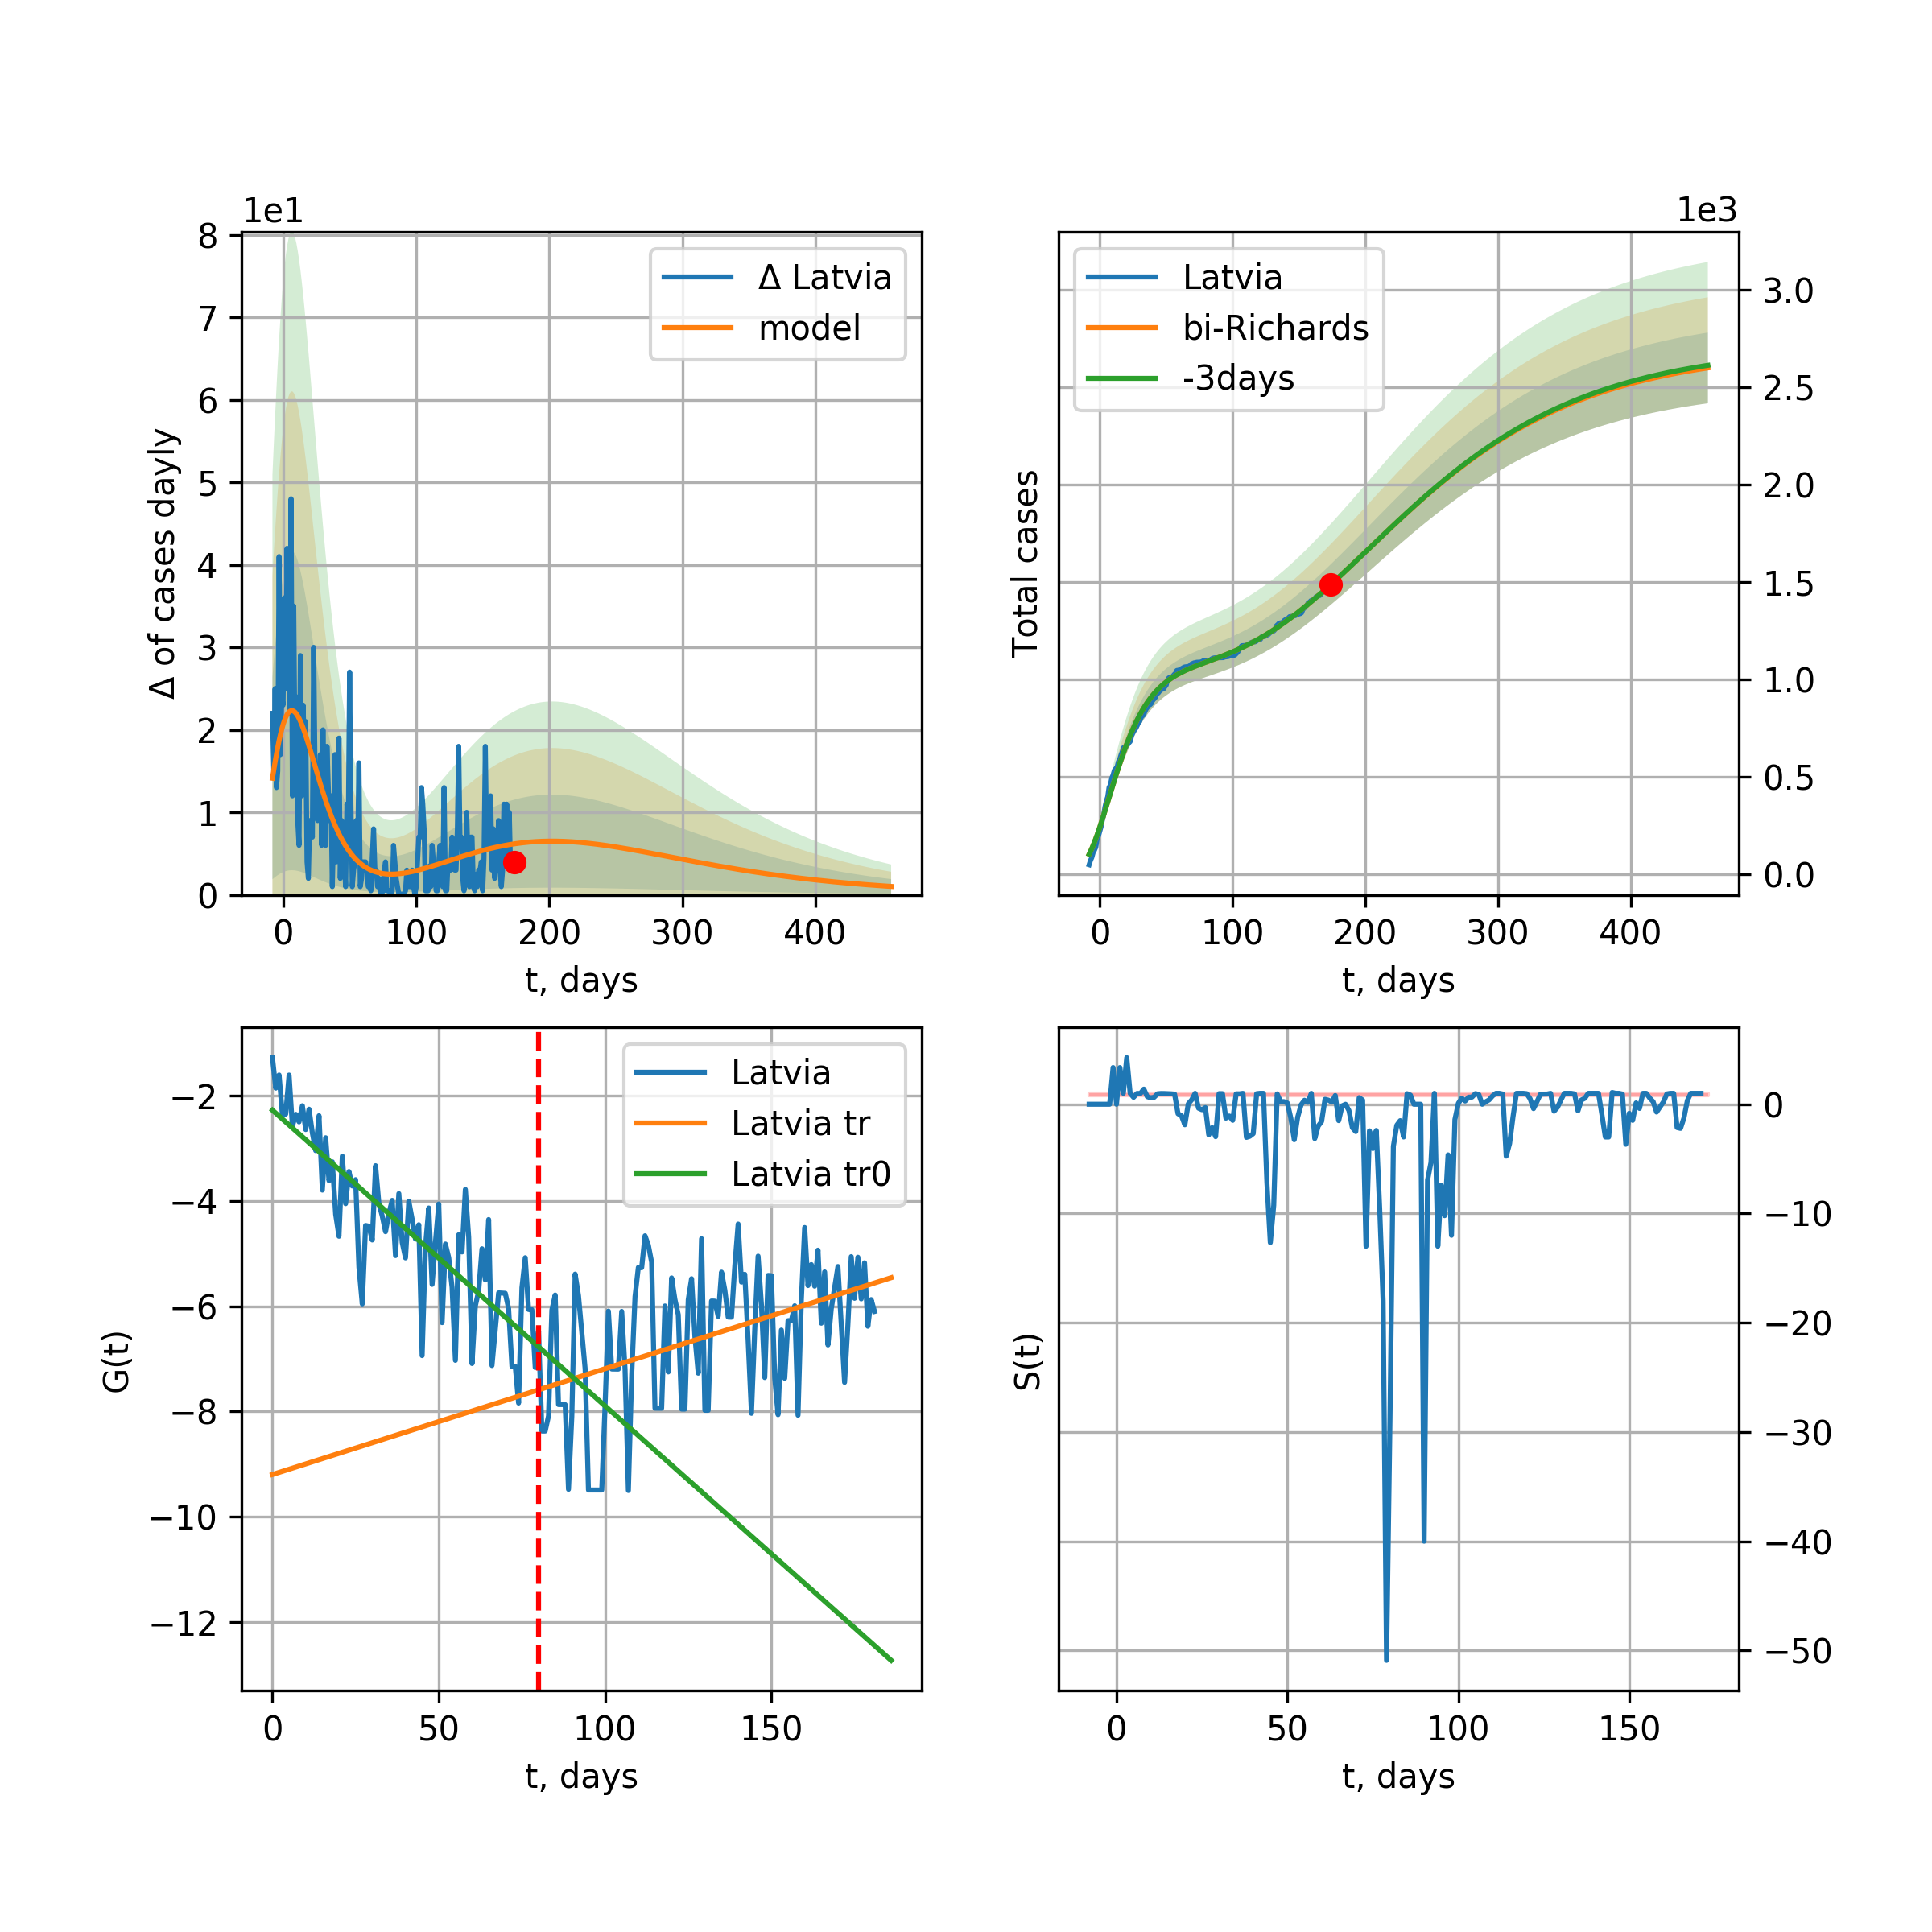 1e1
8
7
6
5
4
3
2
1
0
Δ of cases dayly
0 100 200 300 400
t, days
Δ Latvia
model
1e3
3.0
2.5
2.0
1.5
1.0
0.5
0.0
Total cases
0 100 200 300 400
t, days
Latvia
bi-Richards
-3days
−2
−4
−6
−8
−10
−12
G(t)
0 50 100 150
t, days
Latvia
Latvia tr
Latvia tr0
0
−10
−20
−30
−40
−50
S(t)
0 50 100 150
t, days